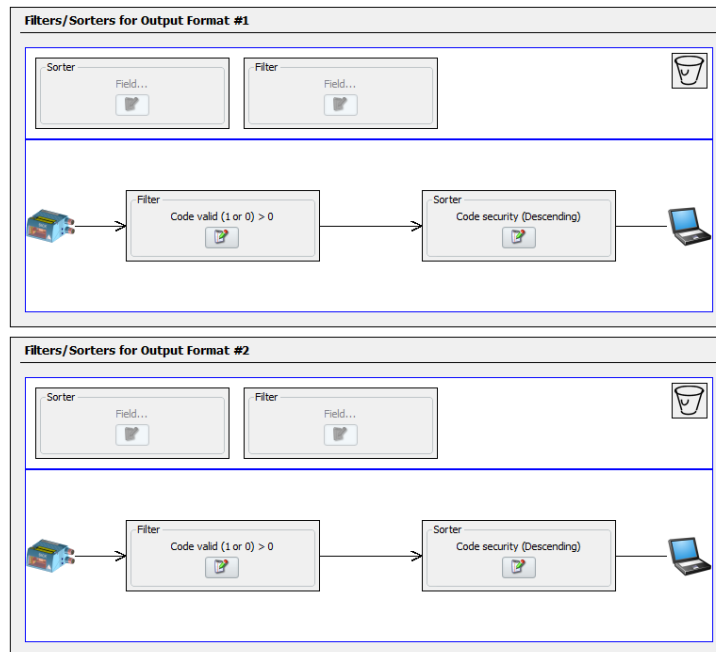 Filters/Sorters for Output Format #1
Sorter
Filter
Field...
Field...
Filter
Sorter
Code valid (1 or 0) > 0
Code security (Descending)
Filters/Sorters for Output Format #2
Sorter
Filter
Field...
Field...
Filter
Sorter
Code valid (1 or 0) > 0
Code security (Descending)